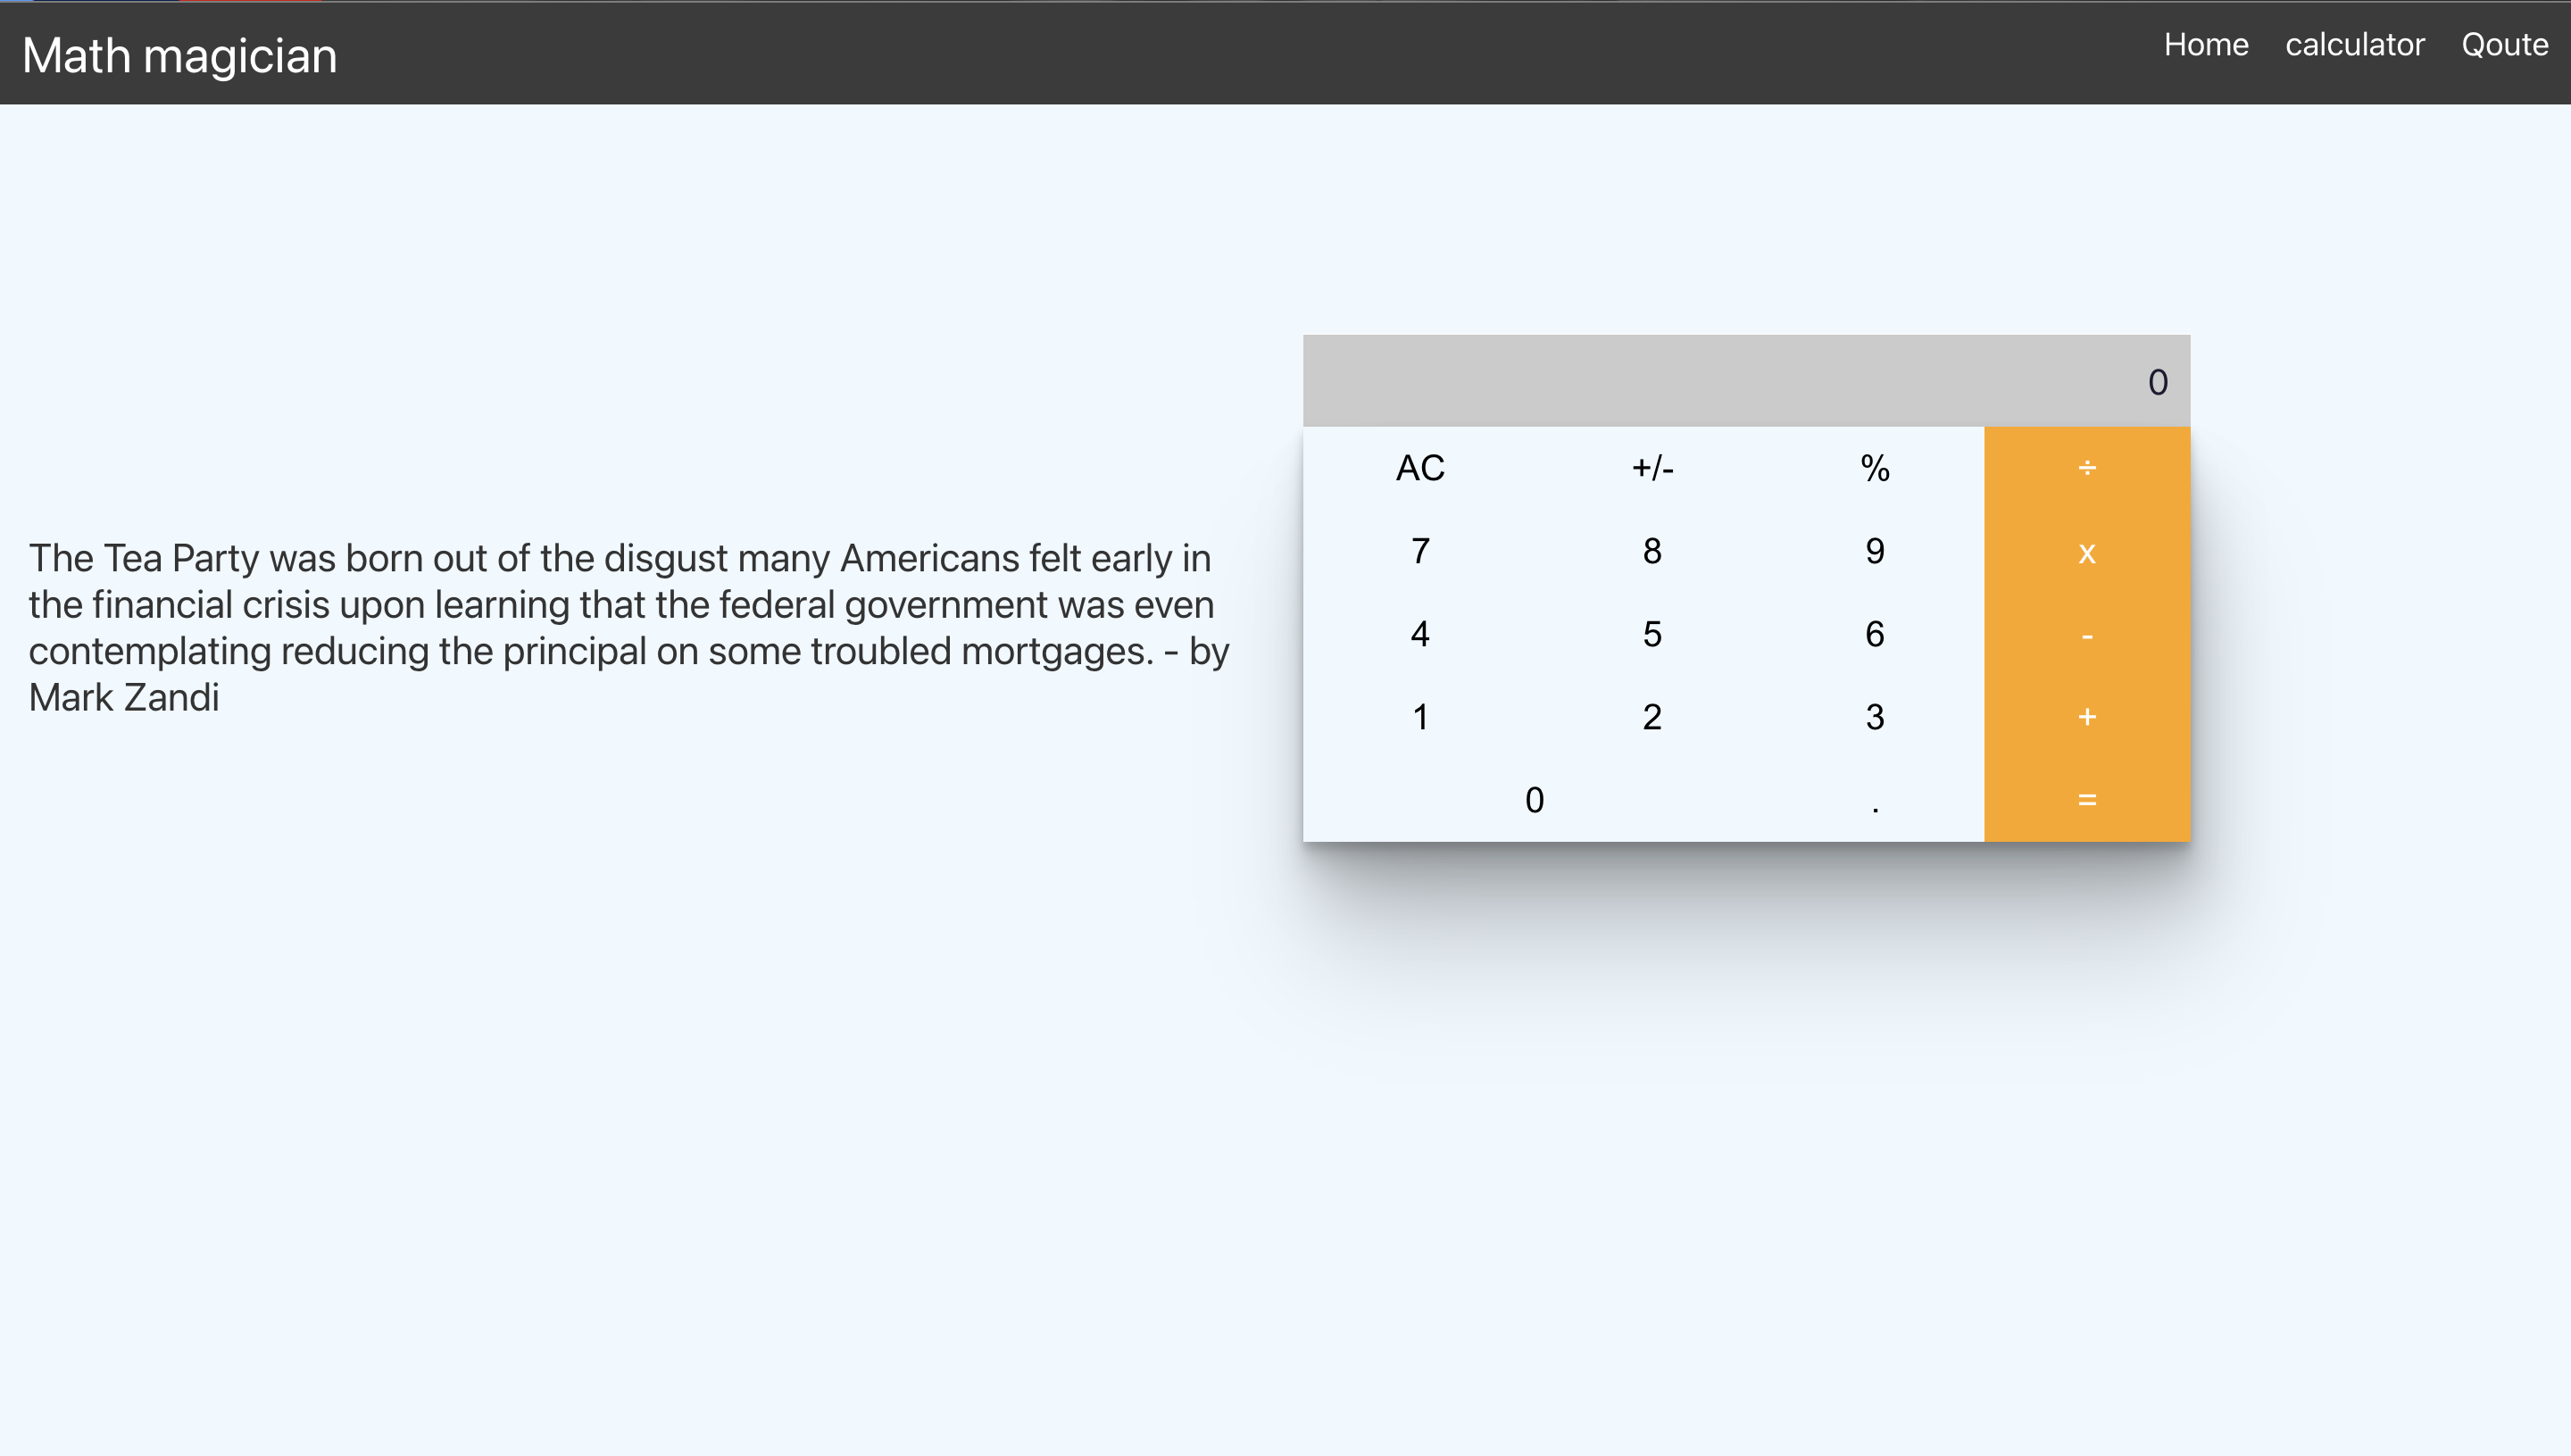 Math magician
Home calculator Qoute
The Tea Party was born out of the disgust many Americans felt early in
the financial crisis upon learning that the federal government was even
contemplating reducing the principal on some troubled mortgages. - by
Mark Zandi
0
AC +/- % ÷
7 8 9 x
4 5 6 -
1 2 3 +
0 . =